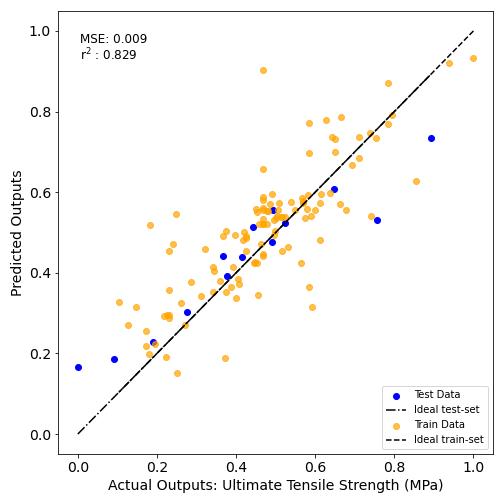 MSE: 0.009
r² : 0.829
1.0
0.8
0.6
0.4
0.2
0.0
Predicted Outputs
Test Data
Ideal test-set
Train Data
Ideal train-set
0.0 0.2 0.4 0.6 0.8 1.0
Actual Outputs: Ultimate Tensile Strength (MPa)